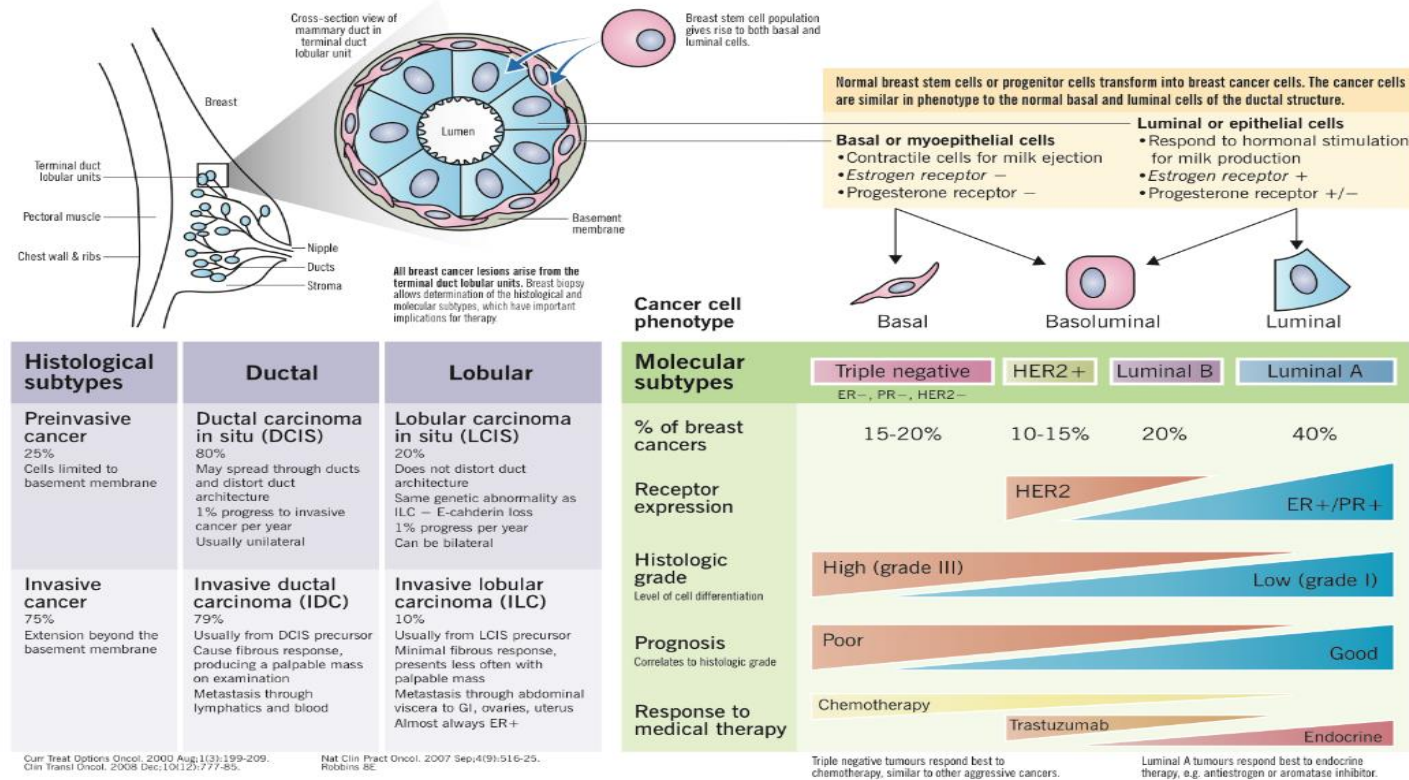 Cross-section view of
mammary duct in
terminal duct
lobular unit
Breast stem cell population
gives rise to both basal and
luminal cells.
Breast
Lumen
Terminal duct
lobular units
Pectoral muscle
Chest wall & ribs
Nipple
Ducts
Stroma
Basement
membrane
All breast cancer lesions arise from the
terminal duct lobular units. Breast biopsy
allows determination of the histological and
molecular subtypes, which have important
implications for therapy.
Normal breast stem cells or progenitor cells transform into breast cancer cells. The cancer cells
are similar in phenotype to the normal basal and luminal cells of the ductal structure.
Basal or myoepithelial cells
•Contractile cells for milk ejection
•Estrogen receptor −
•Progesterone receptor −
Luminal or epithelial cells
•Respond to hormonal stimulation
for milk production
•Estrogen receptor +
•Progesterone receptor +/−
Cancer cell
phenotype
Basal
Basoluminal
Luminal
Histological
subtypes
Ductal
Lobular
Preinvasive
cancer
25%
Cells limited to
basement membrane
Ductal carcinoma
in situ (DCIS)
80%
May spread through ducts
and distort duct
architecture
1% progress to invasive
cancer per year
Usually unilateral
Lobular carcinoma
in situ (LCIS)
20%
Does not distort duct
architecture
Same genetic abnormality as
ILC – E-cahderin loss
1% progress per year
Can be bilateral
Invasive
cancer
75%
Extension beyond the
basement membrane
Invasive ductal
carcinoma (IDC)
79%
Usually from DCIS precursor
Cause fibrous response,
producing a palpable mass
on examination
Metastasis through
lymphatics and blood
Invasive lobular
carcinoma (ILC)
10%
Usually from LCIS precursor
Minimal fibrous response,
presents less often with
palpable mass
Metastasis through abdominal
viscera to GI, ovaries, uterus
Almost always ER+
Curr Treat Options Oncol. 2000 Aug;1(3):199-209.
Clin Transl Oncol. 2008 Dec;10(12):777-85.
Nat Clin Pract Oncol. 2007 Sep;4(9):516-25.
Robbins 8E
Molecular
subtypes
Triple negative
ER−, PR−, HER2−
HER2+
Luminal B
Luminal A
% of breast
cancers
15-20%
10-15%
20%
40%
Receptor
expression
HER2
ER+/PR+
Histologic
grade
Level of cell differentiation
High (grade III)
Low (grade I)
Prognosis
Correlates to histologic grade
Poor
Good
Response to
medical therapy
Chemotherapy
Trastuzumab
Endocrine
Triple negative tumours respond best to
chemotherapy, similar to other aggressive cancers.
Luminal A tumours respond best to endocrine
therapy, e.g. antiestrogen or aromatase inhibitor.